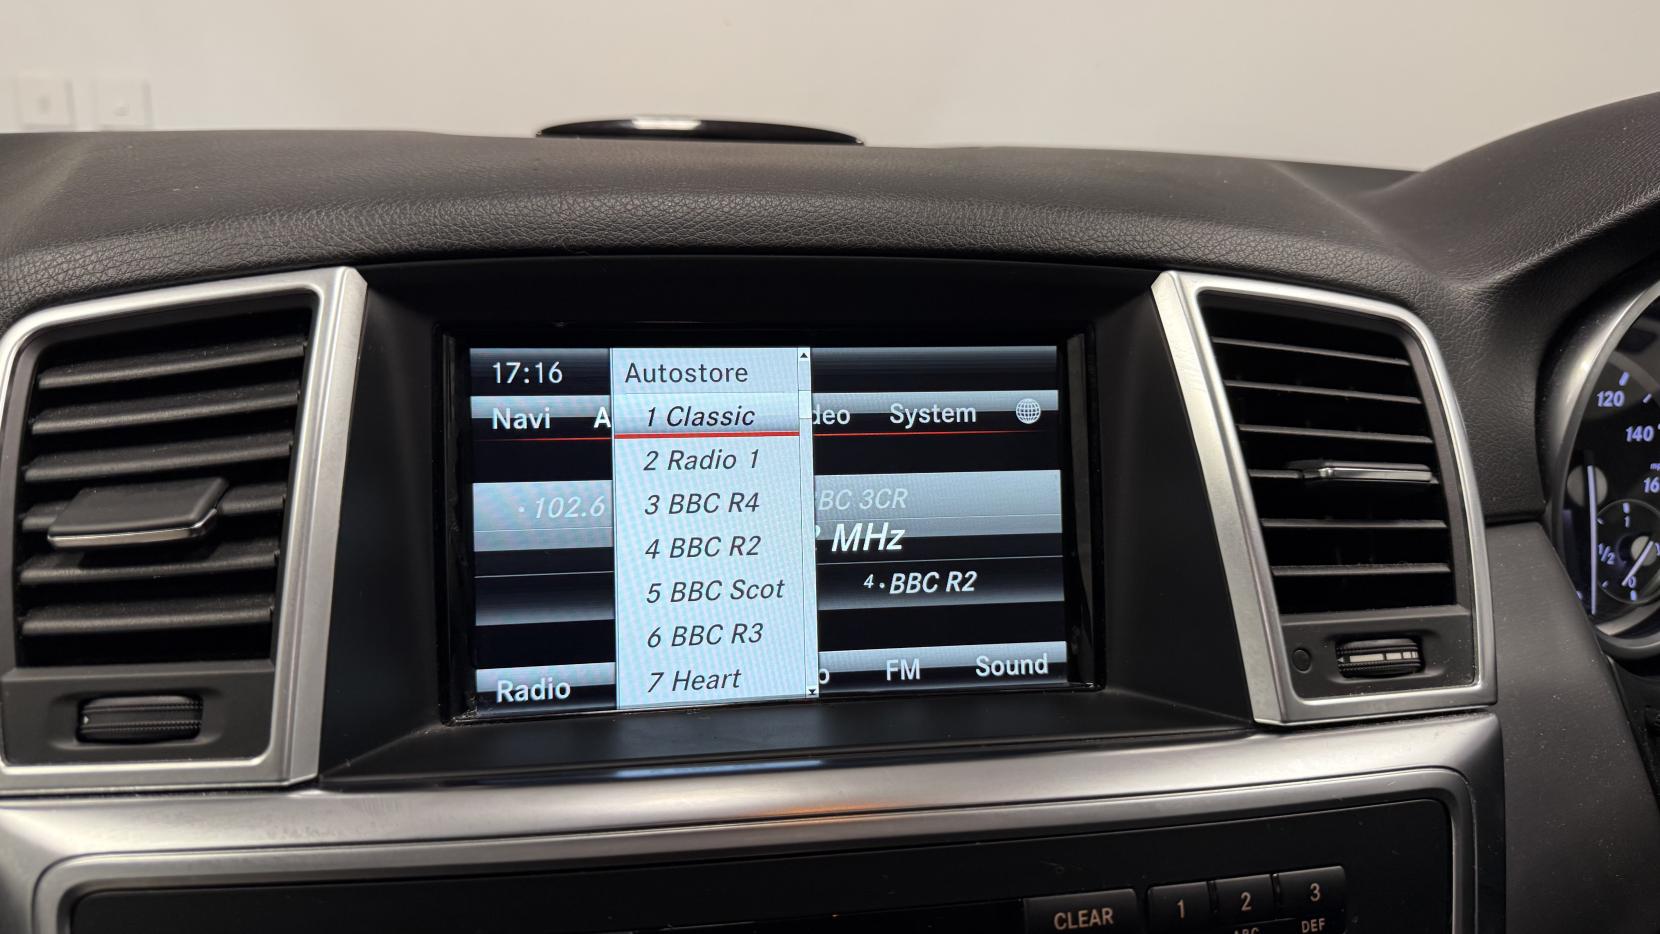 17:16
Autostore
Navi
System
1 Classic
2 Radio 1
3 BBC R4
4 BBC R2
5 BBC Scot
6 BBC R3
7 Heart
102.6
BBC 3CR
MHz
4 • BBC R2
Radio
FM
Sound
120
140
CLEAR
1
2
3
DEF